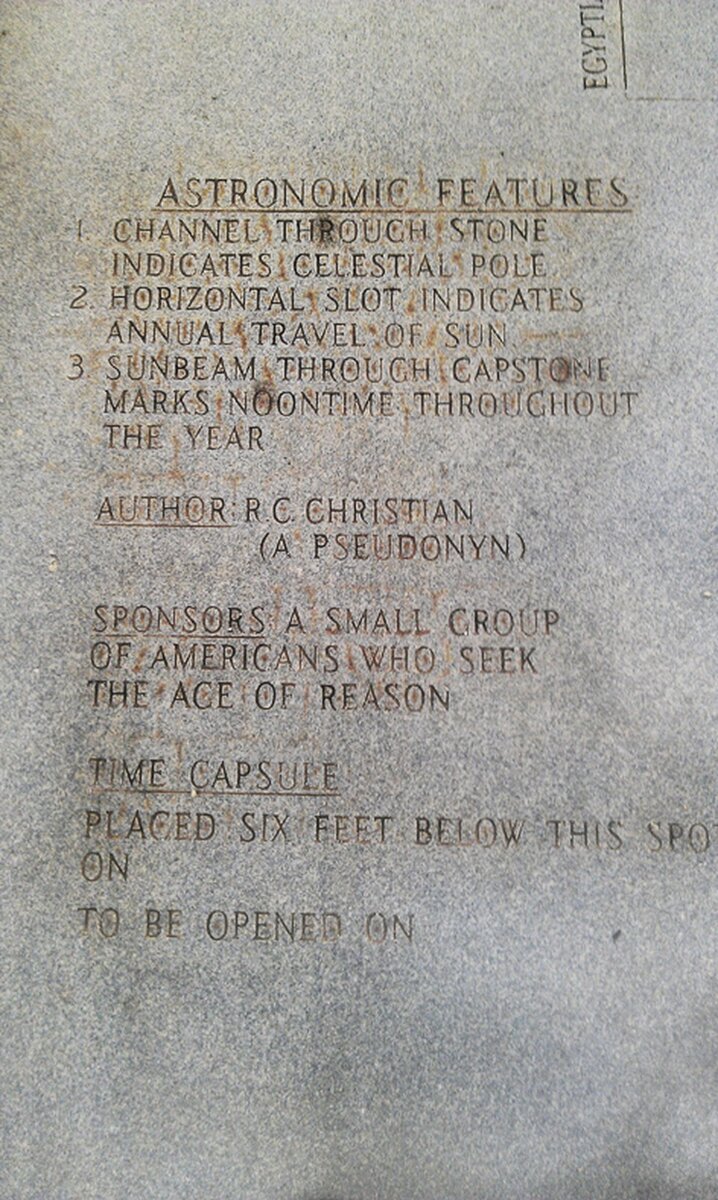 EGYPTI
ASTRONOMIC FEATURES
1. CHANNEL THROUGH STONE
INDICATES CELESTIAL POLE
2. HORIZONTAL SLOT INDICATES
ANNUAL TRAVEL OF SUN
3 SUNBEAM THROUGH CAPSTONE
MARKS NOONTIME THROUGHOUT
THE YEAR
AUTHOR: R.C. CHRISTIAN
(A PSEUDONYN)
SPONSORS A SMALL GROUP
OF AMERICANS WHO SEEK
THE AGE OF REASON
TIME CAPSULE
PLACED SIX FEET BELOW THIS SPO
ON
TO BE OPENED ON